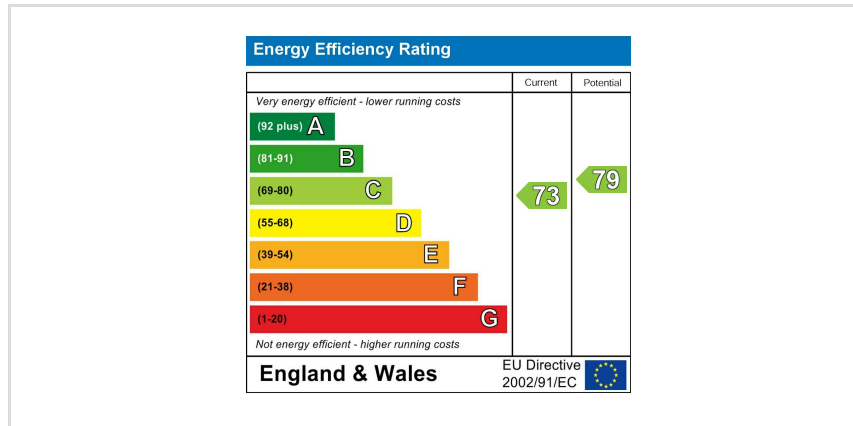 Energy Efficiency Rating
Current Potential
Very energy efficient - lower running costs
(92 plus) A
(81-91) B
(69-80) C
73 79
(55-68) D
(39-54) E
(21-38) F
(1-20) G
Not energy efficient - higher running costs
England & Wales
EU Directive
2002/91/EC